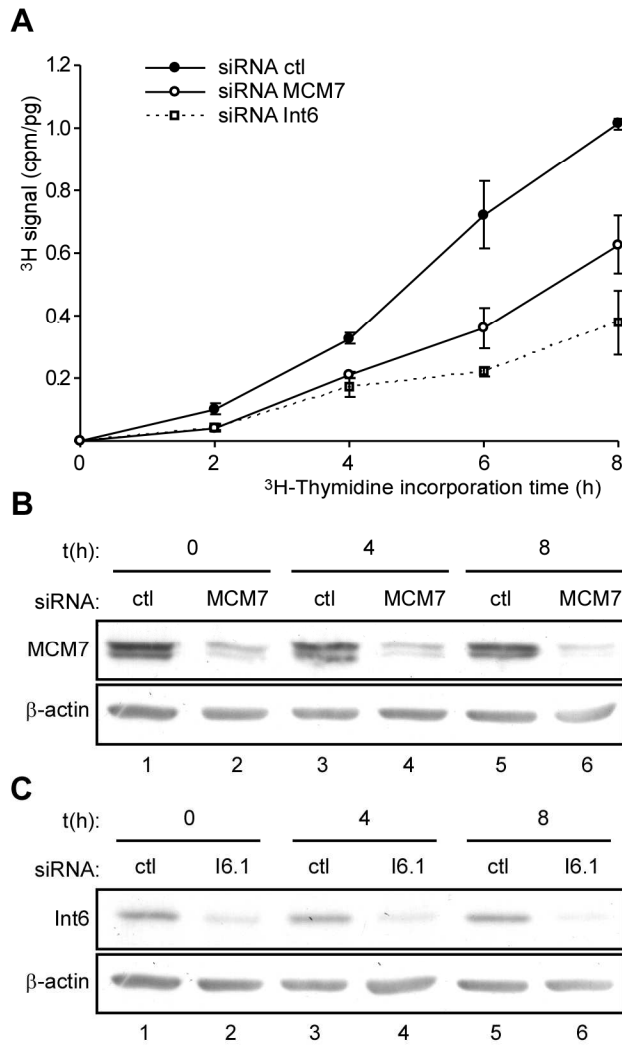 A
1.2
1.0
0.8
0.6
0.4
0.2
³H signal (cpm/pg)
siRNA ctl
siRNA MCM7
siRNA Int6
0 2 4 6 8
³H-Thymidine incorporation time (h)
B
t(h): 0 4 8
siRNA: ctl MCM7 ctl MCM7 ctl MCM7
MCM7
β-actin
1 2 3 4 5 6
C
t(h): 0 4 8
siRNA: ctl I6.1 ctl I6.1 ctl I6.1
Int6
β-actin
1 2 3 4 5 6